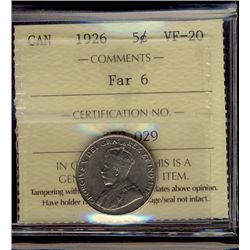 CAN 1926 5¢ VF-20
COMMENTS
Far 6
CERTIFICATION NO.
029
IN C THIS IS A
GEN ITEM.
Tampering with lates above opinion.
Have holder age/seal not intact.